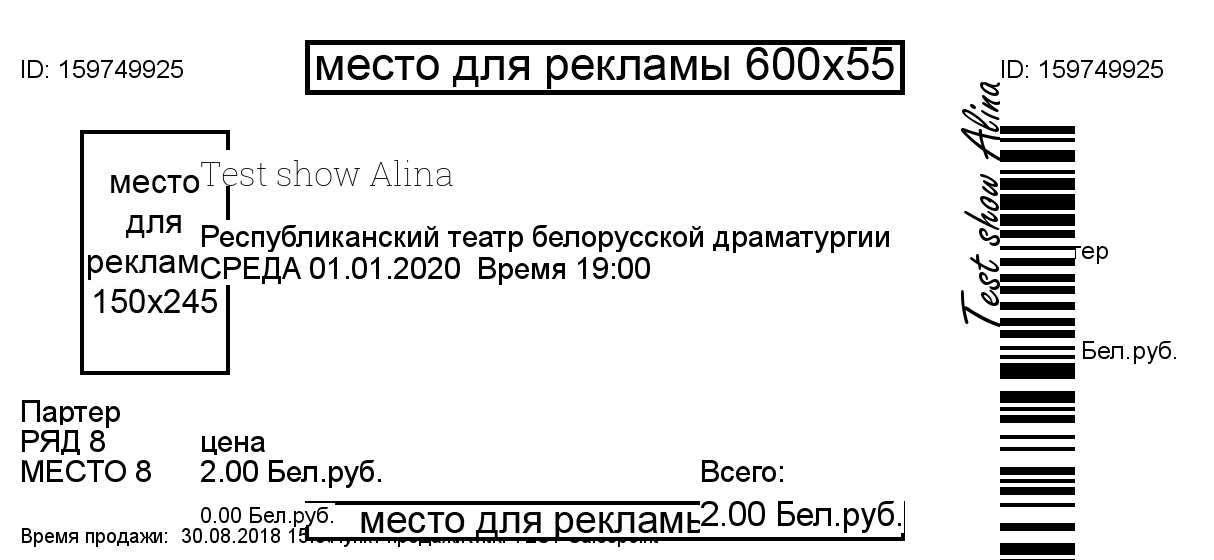 ID: 159749925
место для рекламы 600x55
ID: 159749925
место
для
реклам
150x245
Test show Alina
Республиканский театр белорусской драматургии
СРЕДА 01.01.2020 Время 19:00
Test show Alina
Бел.руб.
Партер
РЯД 8 цена
МЕСТО 8 2.00 Бел.руб. Всего:
0.00 Бел.руб. место для рекламы 2.00 Бел.руб.
Время продажи: 30.08.2018